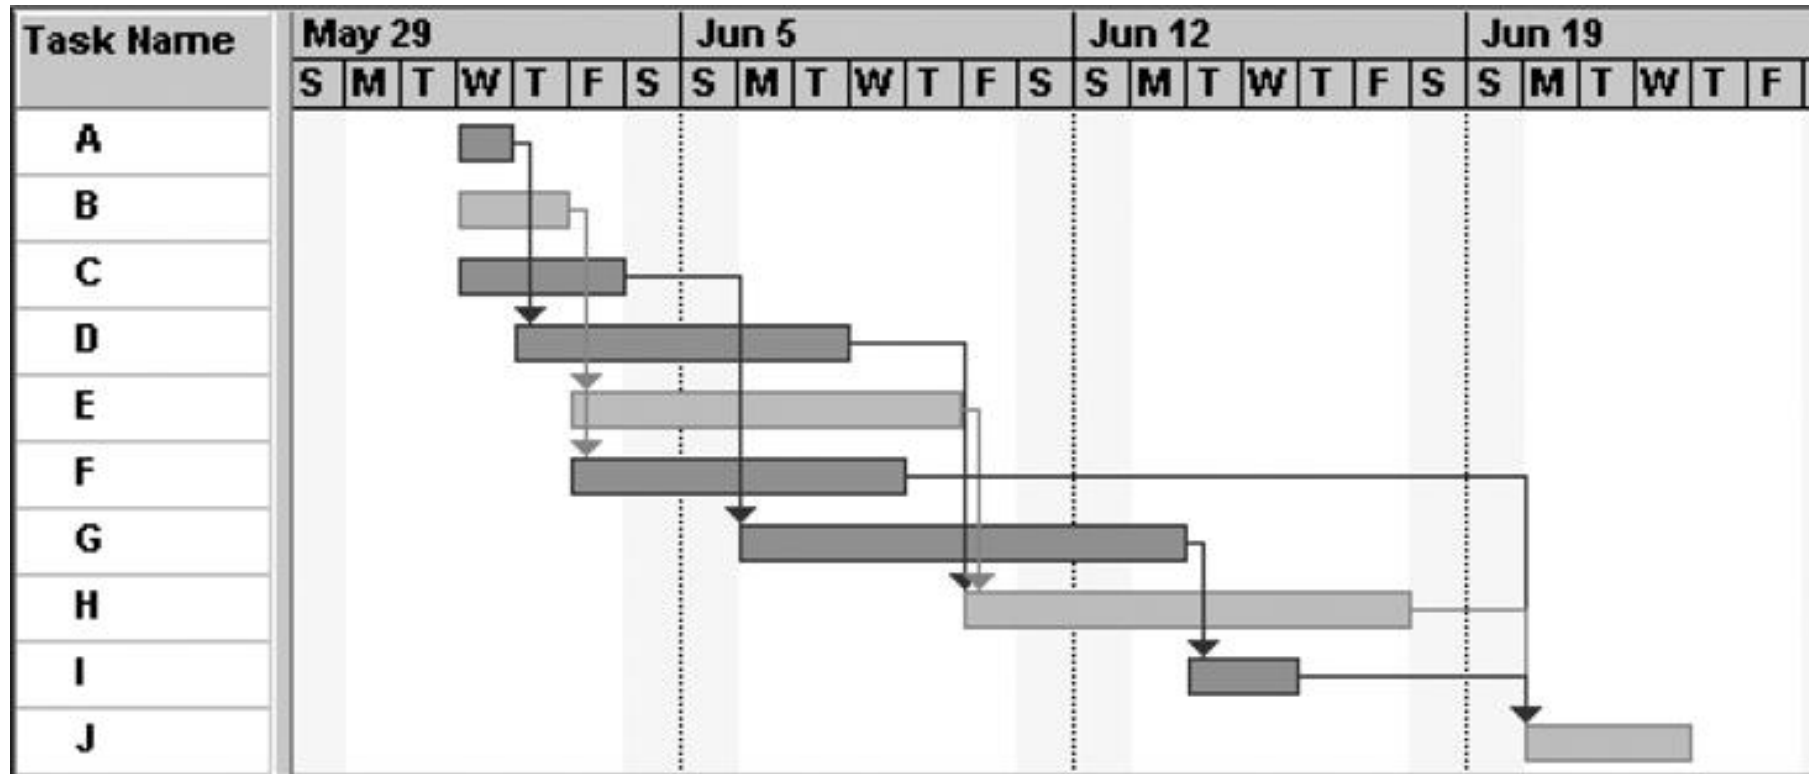 Task Name
May 29 Jun 5 Jun 12 Jun 19
S M T W T F S S M T W T F S S M T W T F S S M T W T F
A
B
C
D
E
F
G
H
I
J